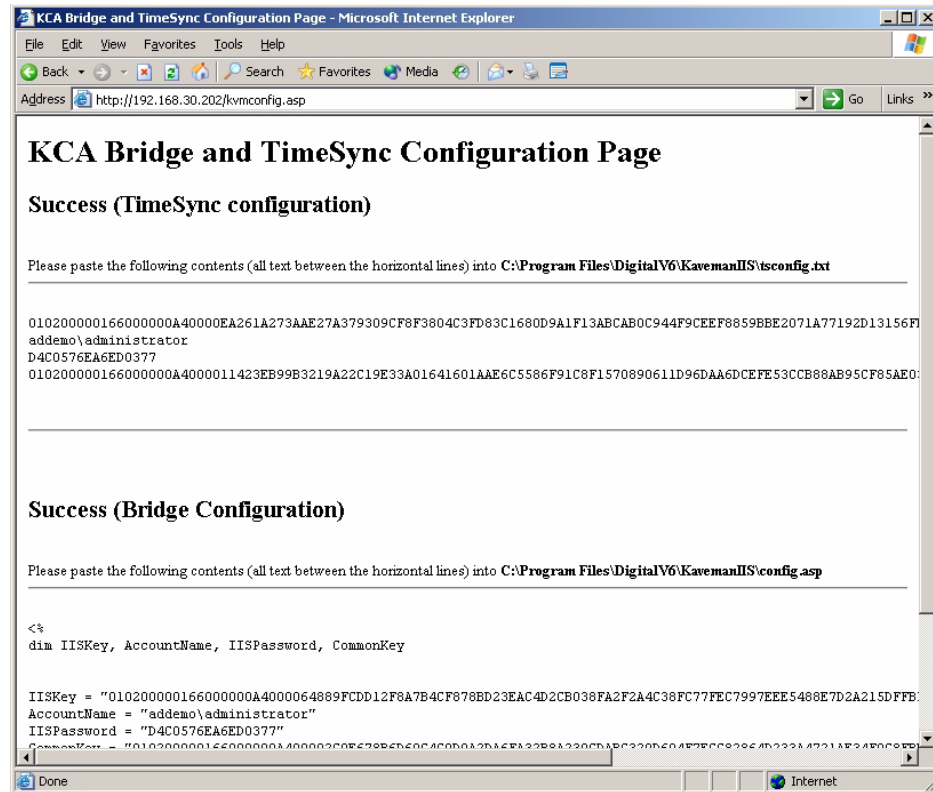 KCA Bridge and TimeSync Configuration Page - Microsoft Internet Explorer
File Edit View Favorites Tools Help
Back Search Favorites Media
Address http://192.168.30.202/kvmconfig.asp Go Links »
KCA Bridge and TimeSync Configuration Page
Success (TimeSync configuration)
Please paste the following contents (all text between the horizontal lines) into C:\Program Files\DigitalV6\KavemanIIS\tsconfig.txt
010200000166000000A40000EA261A273AAE27A379309CF8F3804C3FD83C1680D9A1F13ABCAB0C944F9CEEF8859BBE2071A77192D13156F
addemo\administrator
D4C0576EA6ED0377
010200000166000000A4000011423EB99B3219A22C19E33A01641601AAE6C5586F91C8F1570890611D96DAA6DCEFE53CCB88AB95CF85AE0
Success (Bridge Configuration)
Please paste the following contents (all text between the horizontal lines) into C:\Program Files\DigitalV6\KavemanIIS\config.asp
<%
dim IISKey, AccountName, IISPassword, CommonKey
IISKey = "010200000166000000A4000064889FCDD12F8A7B4CF878BD23EAC4D2CB038FA2F2A4C38FC77FEC7997EEE5488E7D2A215DFFB
AccountName = "addemo\administrator"
IISPassword = "D4C0576EA6ED0377"
Done Internet